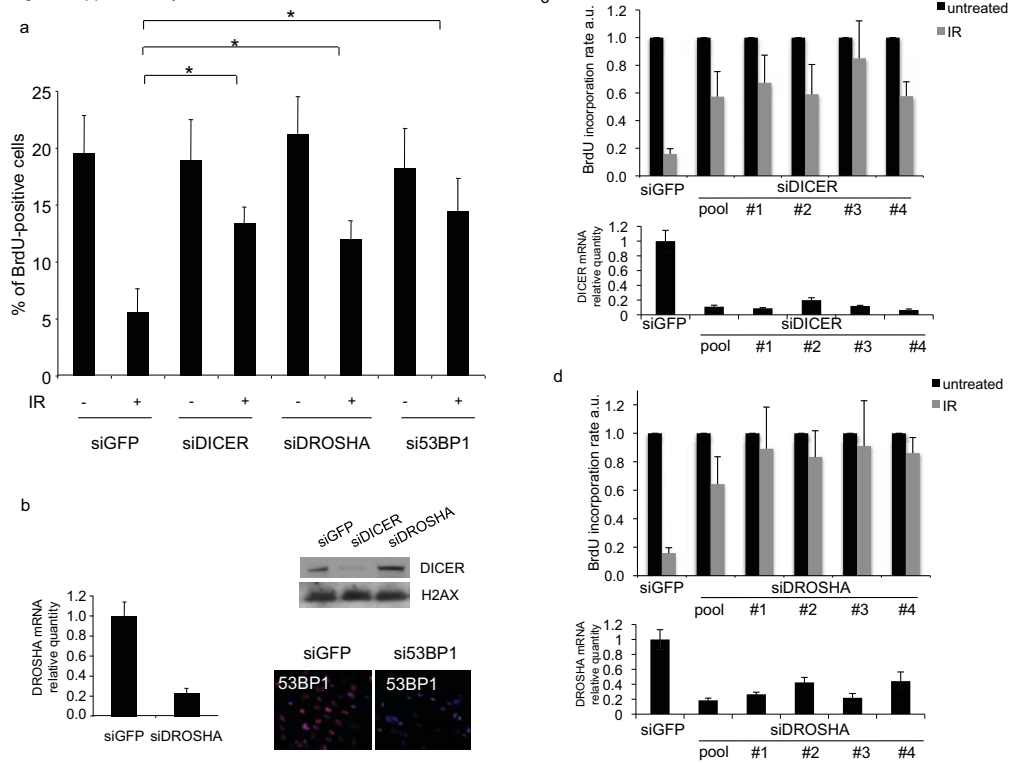 a
*
*
*
% of BrdU-positive cells
25
20
15
10
5
0
IR - + - + - + - +
siGFP siDICER siDROSHA si53BP1
b
DROSHA mRNA
relative quantity
1.2
1.0
0.8
0.6
0.4
0.2
0.0
siGFP siDROSHA
siGFP siDICER siDROSHA
DICER
H2AX
siGFP si53BP1
53BP1 53BP1
untreated
IR
BrdU incorporation rate a.u.
1.2
1.0
0.8
0.6
0.4
0.2
0.0
siGFP siDICER
pool #1 #2 #3 #4
DICER mRNA
relative quantity
1.2
1
0.8
0.6
0.4
0.2
0
siGFP siDICER
pool #1 #2 #3 #4
d
untreated
IR
BrdU incorporation rate a.u.
1.2
1.0
0.8
0.6
0.4
0.2
0.0
siGFP siDROSHA
pool #1 #2 #3 #4
DROSHA mRNA
relative quantity
1.2
1
0.8
0.6
0.4
0.2
0
siGFP siDROSHA
pool #1 #2 #3 #4